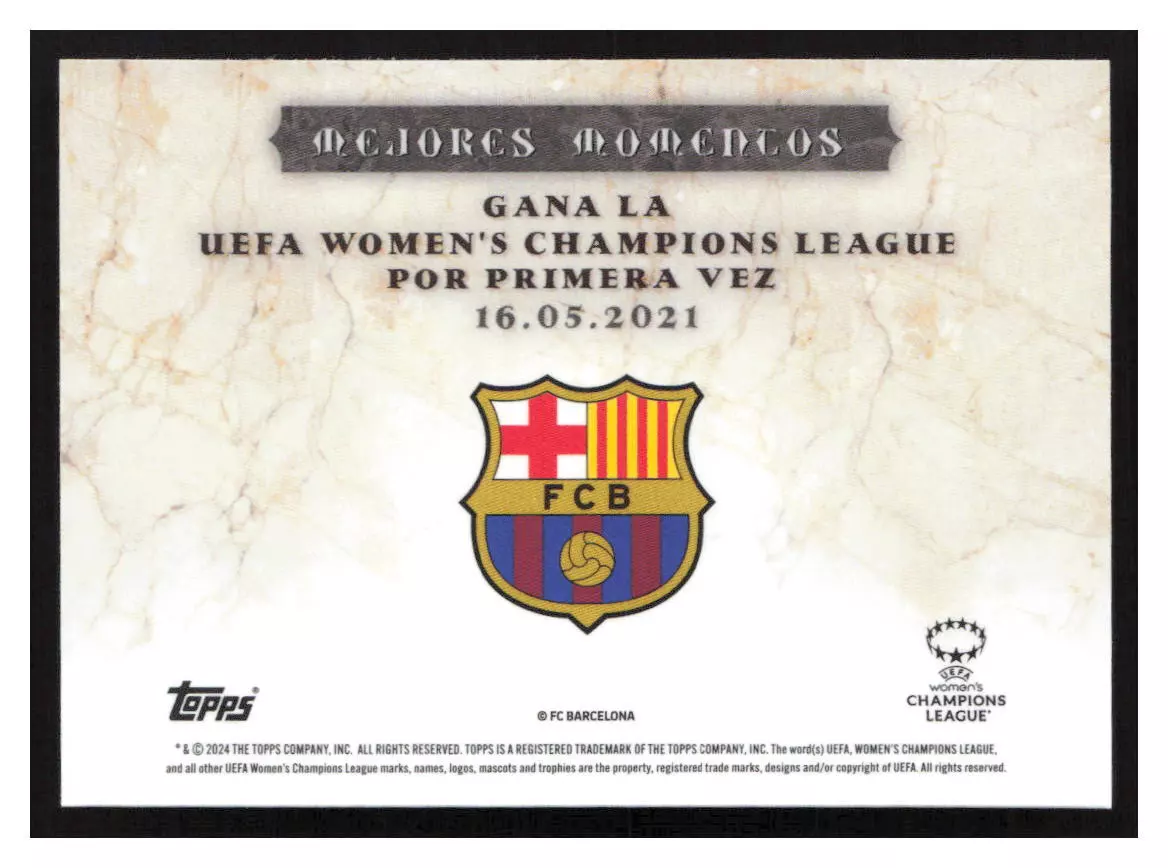 MEJORES MOMENTOS
GANA LA
UEFA WOMEN'S CHAMPIONS LEAGUE
POR PRIMERA VEZ
16.05.2021
FCB
TOPPS®
© FC BARCELONA
UEFA
women's
CHAMPIONS
LEAGUE™
® & © 2024 THE TOPPS COMPANY, INC. ALL RIGHTS RESERVED. TOPPS IS A REGISTERED TRADEMARK OF THE TOPPS COMPANY, INC. The word(s) UEFA, WOMEN'S CHAMPIONS LEAGUE,
and all other UEFA Women's Champions League marks, names, logos, mascots and trophies are the property, registered trade marks, designs and/or copyright of UEFA. All rights reserved.